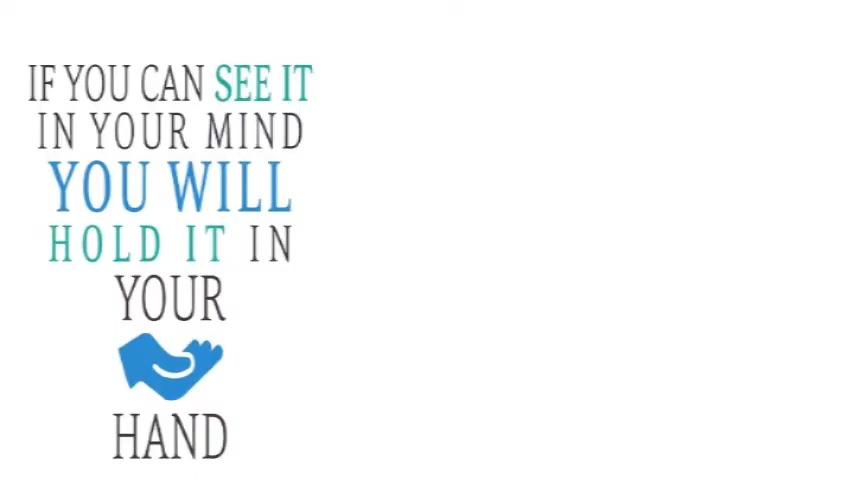 IF YOU CAN SEE IT
IN YOUR MIND
YOU WILL
HOLD IT IN
YOUR
HAND